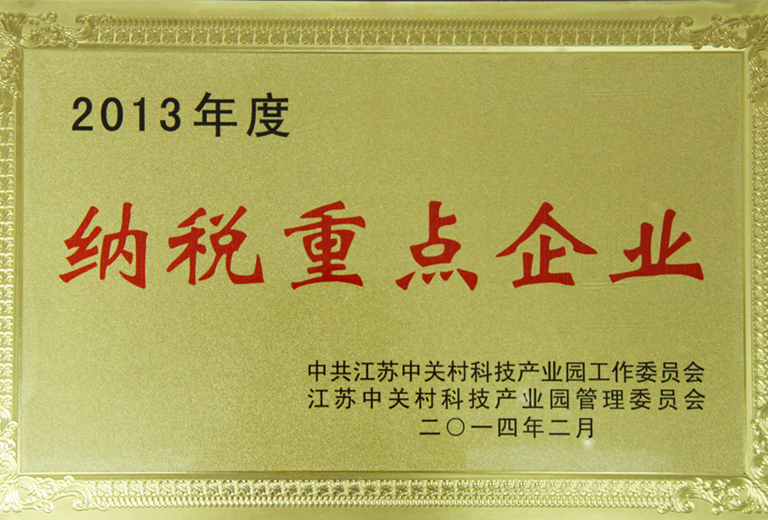 2013年度
纳税重点企业
中共江苏中关村科技产业园工作委员会
江苏中关村科技产业园管理委员会
二〇一四年二月